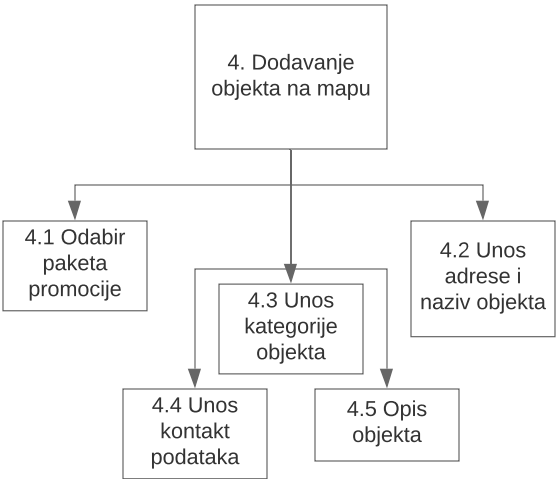 4. Dodavanje
objekta na mapu
4.1 Odabir
paketa
promocije
4.2 Unos
adrese i
naziv objekta
4.3 Unos
kategorije
objekta
4.4 Unos
kontakt
podataka
4.5 Opis
objekta